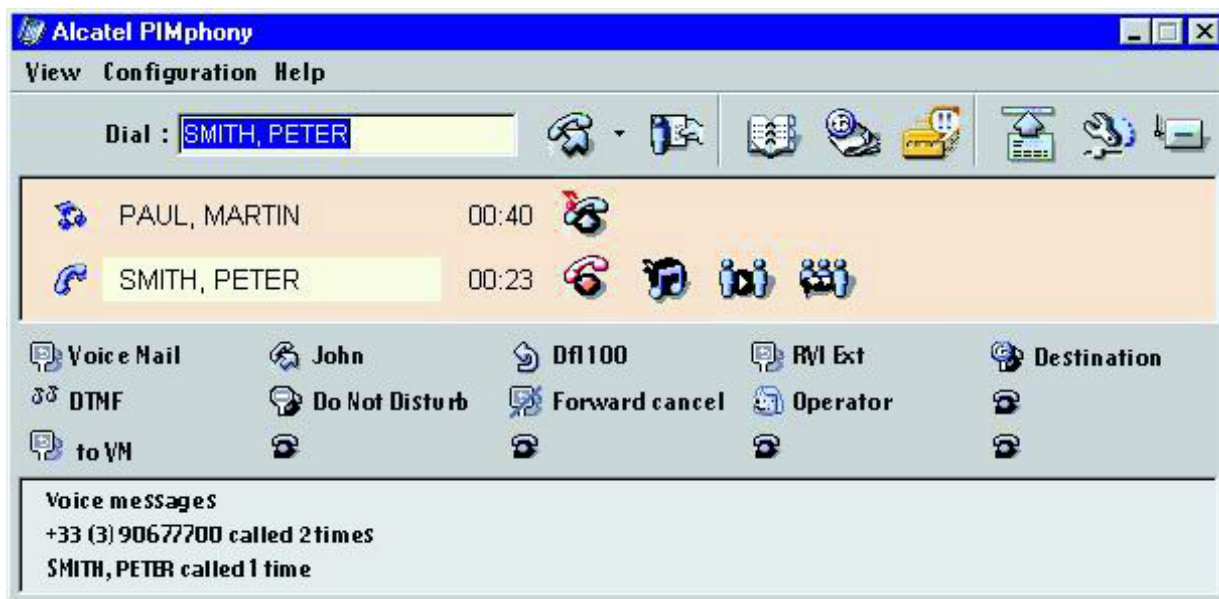 Alcatel PIMphony
View Configuration Help
Dial : SMITH, PETER
PAUL, MARTIN 00:40
SMITH, PETER 00:23
Voice Mail John Dfl100 RVI Ext Destination
DTMF Do Not Disturb Forward cancel Operator
to VM
Voice messages
+33 (3) 90677700 called 2 times
SMITH, PETER called 1 time